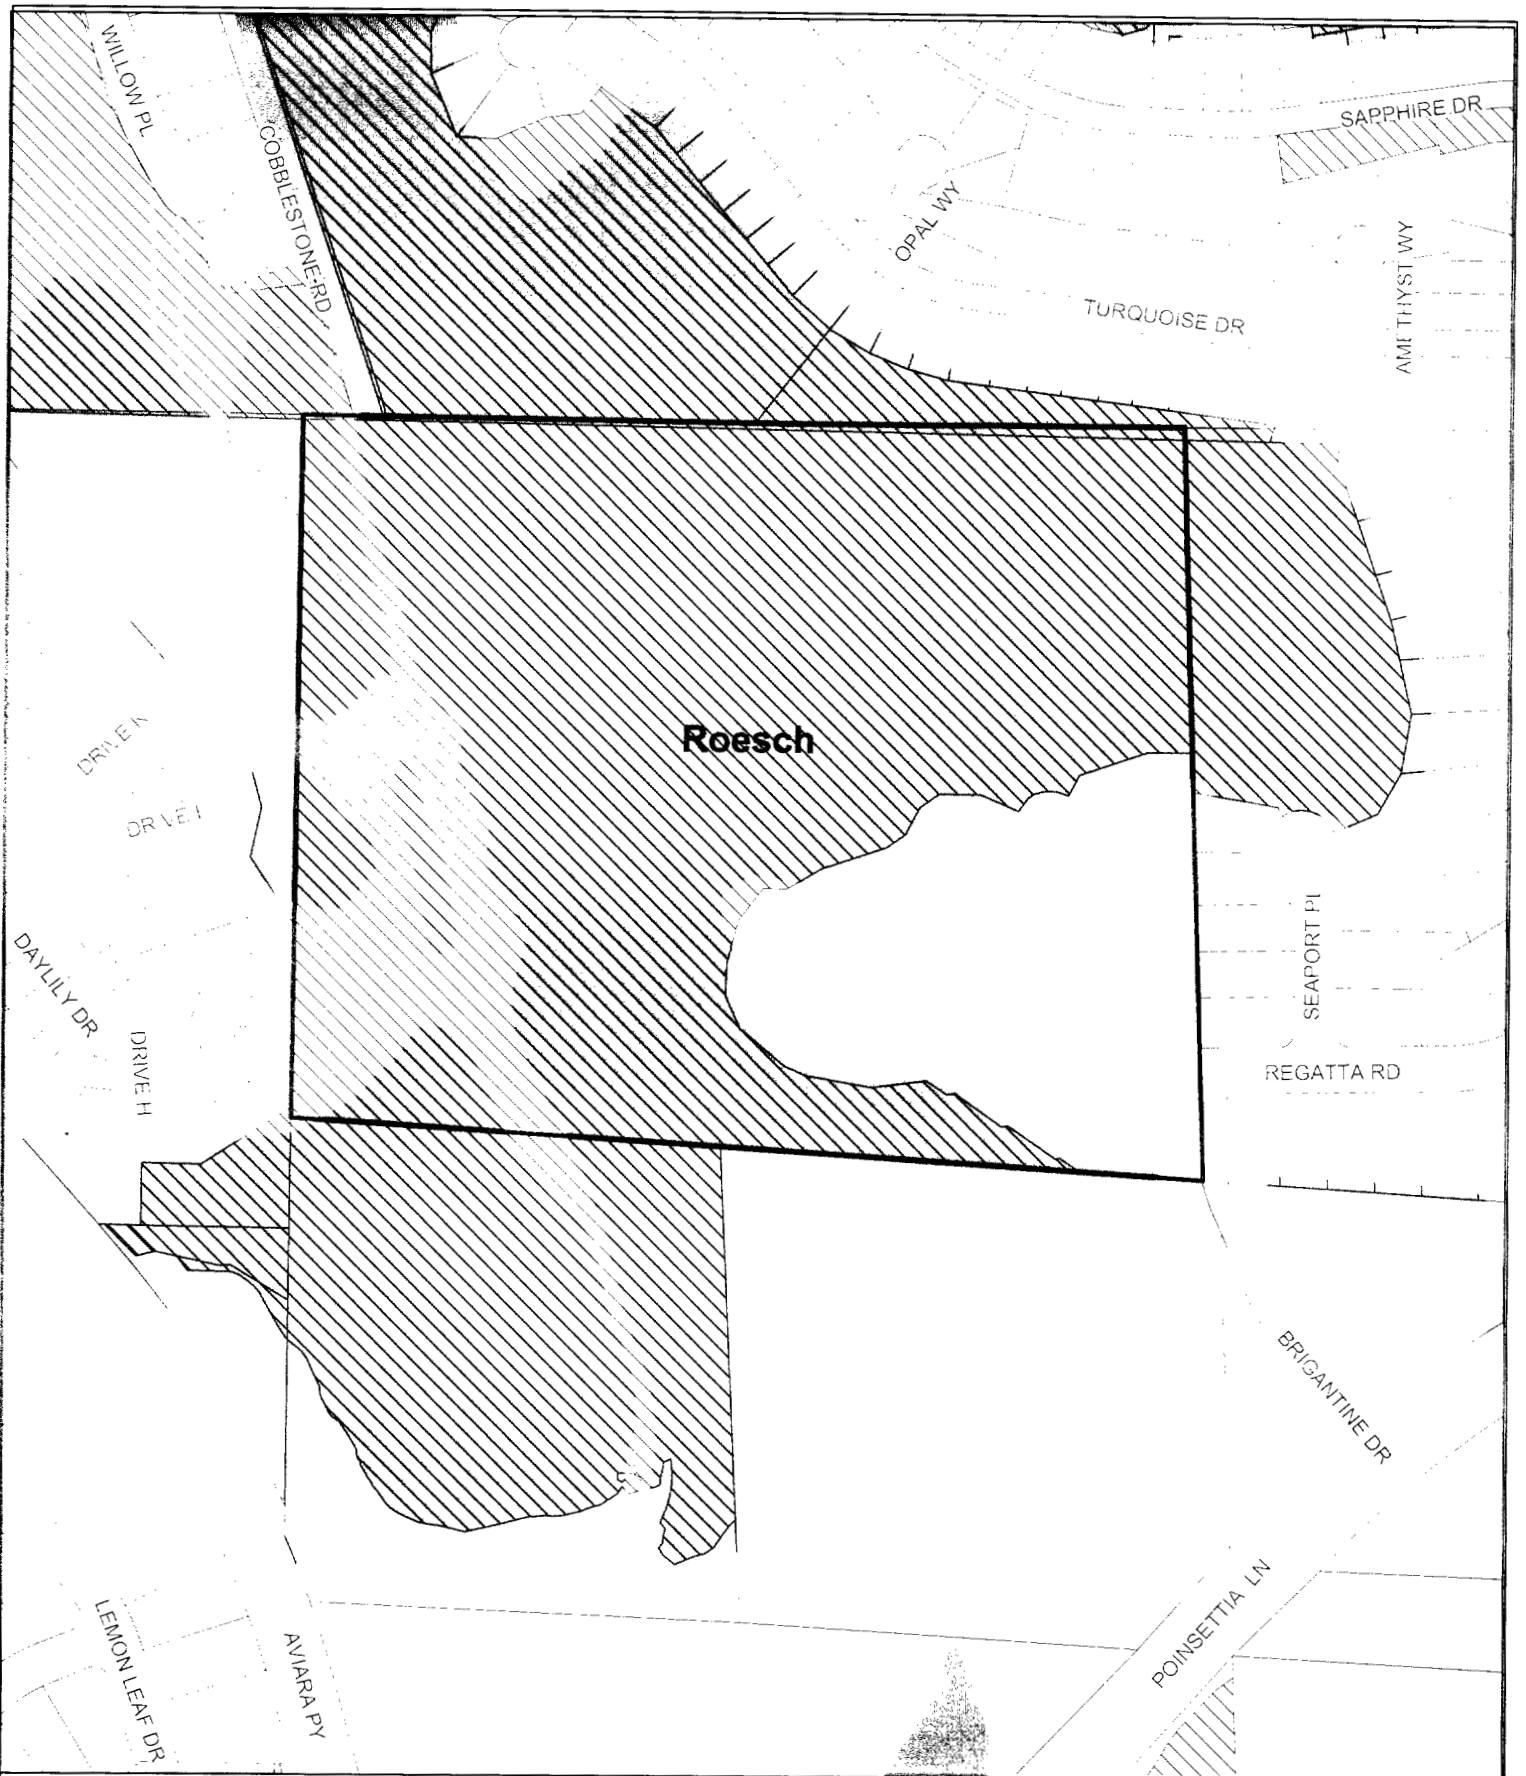 WILLOW PL
COBBLESTONE RD
SAPPHIRE DR
OPAL WY
TURQUOISE DR
AMETHYST WY
Roesch
DRIVE K
DRIVE I
DAYLILY DR
DRIVE H
SEAPORT PL
REGATTA RD
BRIGANTINE DR
POINSETTIA LN
LEMON LEAF DR
AVIARA PY